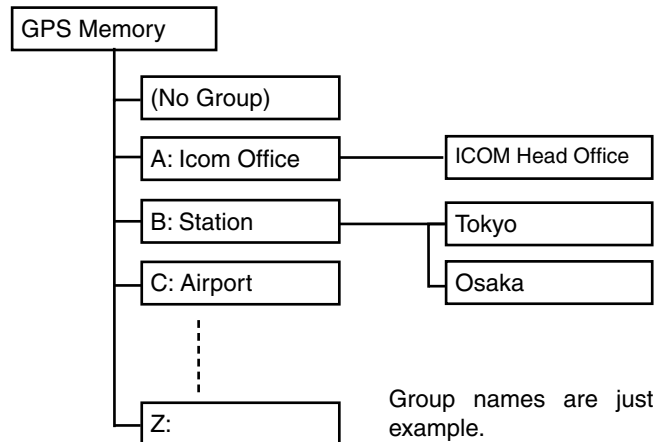 GPS Memory
(No Group)
A: Icom Office
ICOM Head Office
B: Station
Tokyo
C: Airport
Osaka
Z:
Group names are just
example.